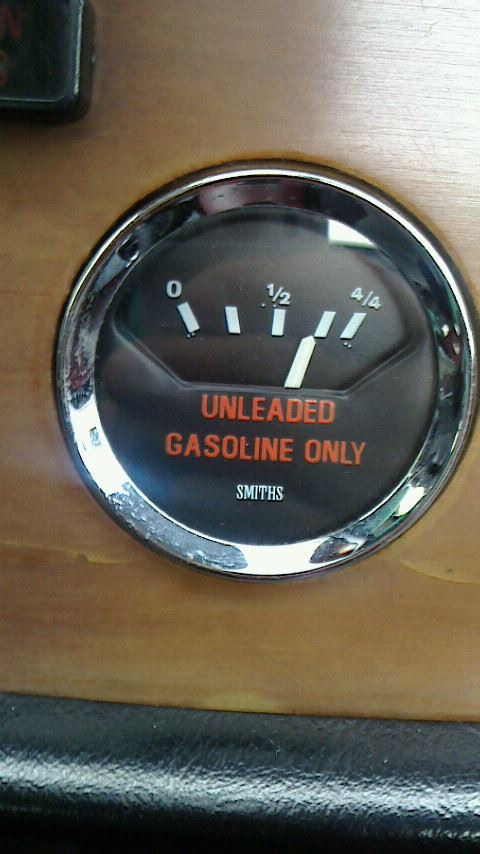 0 1/2 4/4
UNLEADED
GASOLINE ONLY
SMITHS